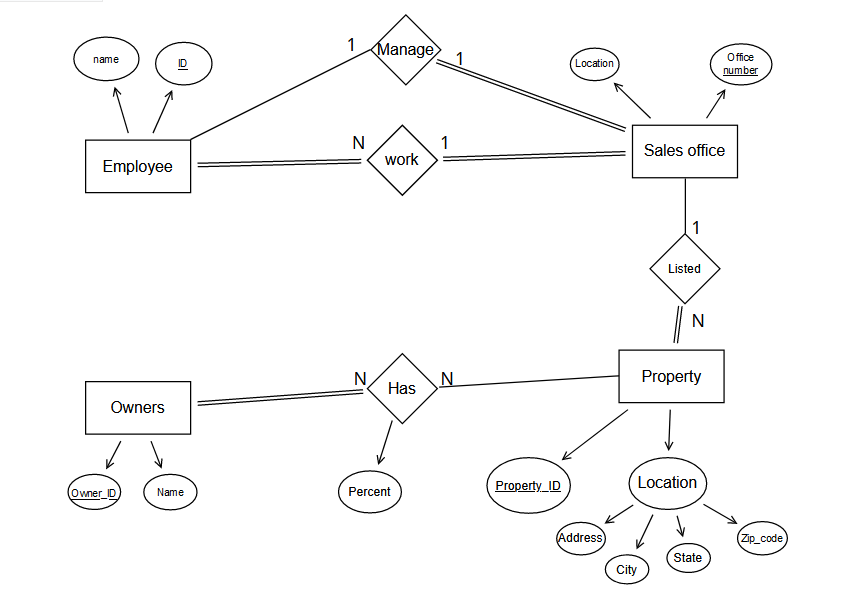 1
Manage
1
name
ID
Location
Office
number
Employee
N
work
1
Sales office
1
Listed
N
Owners
N
Has
N
Property
Owner_ID
Name
Percent
Property_ID
Location
Address
City
State
Zip_code